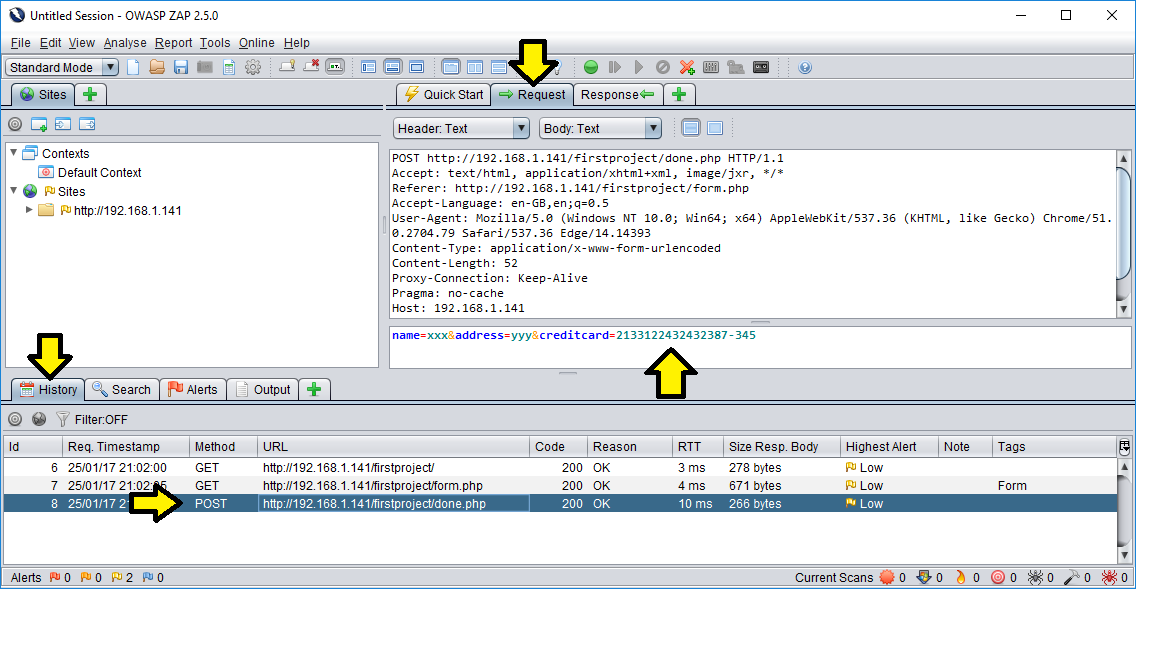 Untitled Session - OWASP ZAP 2.5.0
File Edit View Analyse Report Tools Online Help
Standard Mode
Sites
Quick Start Request Response
Header: Text Body: Text
Contexts
Default Context
Sites
http://192.168.1.141
POST http://192.168.1.141/firstproject/done.php HTTP/1.1
Accept: text/html, application/xhtml+xml, image/jxr, */*
Referer: http://192.168.1.141/firstproject/form.php
Accept-Language: en-GB,en;q=0.5
User-Agent: Mozilla/5.0 (Windows NT 10.0; Win64; x64) AppleWebKit/537.36 (KHTML, like Gecko) Chrome/51.
0.2704.79 Safari/537.36 Edge/14.14393
Content-Type: application/x-www-form-urlencoded
Content-Length: 52
Proxy-Connection: Keep-Alive
Pragma: no-cache
Host: 192.168.1.141
name=xxx&address=yyy&creditcard=2133122432432387-345
History Search Alerts Output
Filter:OFF
Id Req. Timestamp Method URL Code Reason RTT Size Resp. Body Highest Alert Note Tags
6 25/01/17 21:02:00 GET http://192.168.1.141/firstproject/ 200 OK 3 ms 278 bytes Low
7 25/01/17 21:02:05 GET http://192.168.1.141/firstproject/form.php 200 OK 4 ms 671 bytes Low Form
8 25/01/17 POST http://192.168.1.141/firstproject/done.php 200 OK 10 ms 266 bytes Low
Alerts 0 0 2 0 Current Scans 0 0 0 0 0 0 0